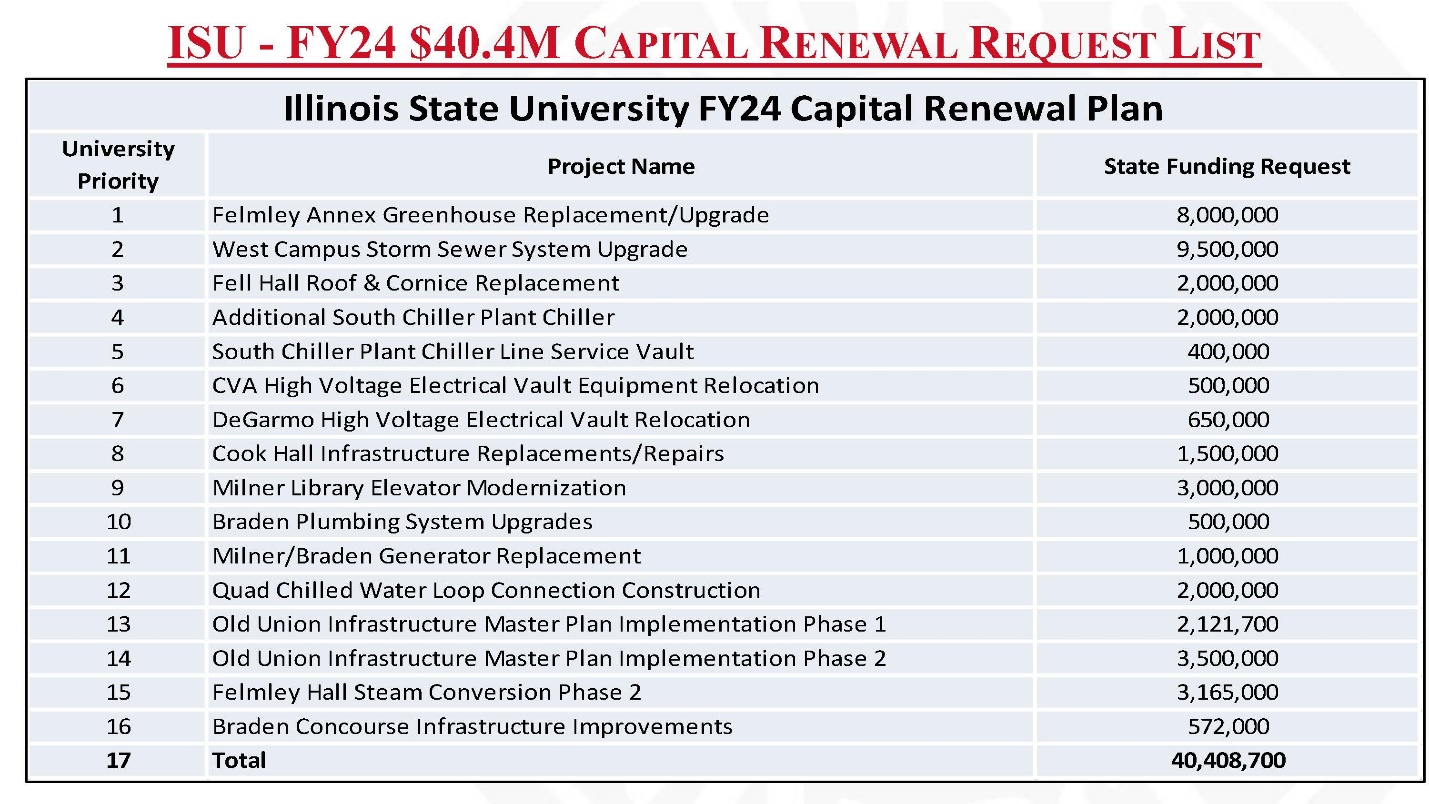 ISU - FY24 $40.4M CAPITAL RENEWAL REQUEST LIST
Illinois State University FY24 Capital Renewal Plan
University Priority Project Name State Funding Request
1 Felmley Annex Greenhouse Replacement/Upgrade 8,000,000
2 West Campus Storm Sewer System Upgrade 9,500,000
3 Fell Hall Roof & Cornice Replacement 2,000,000
4 Additional South Chiller Plant Chiller 2,000,000
5 South Chiller Plant Chiller Line Service Vault 400,000
6 CVA High Voltage Electrical Vault Equipment Relocation 500,000
7 DeGarmo High Voltage Electrical Vault Relocation 650,000
8 Cook Hall Infrastructure Replacements/Repairs 1,500,000
9 Milner Library Elevator Modernization 3,000,000
10 Braden Plumbing System Upgrades 500,000
11 Milner/Braden Generator Replacement 1,000,000
12 Quad Chilled Water Loop Connection Construction 2,000,000
13 Old Union Infrastructure Master Plan Implementation Phase 1 2,121,700
14 Old Union Infrastructure Master Plan Implementation Phase 2 3,500,000
15 Felmley Hall Steam Conversion Phase 2 3,165,000
16 Braden Concourse Infrastructure Improvements 572,000
17 Total 40,408,700